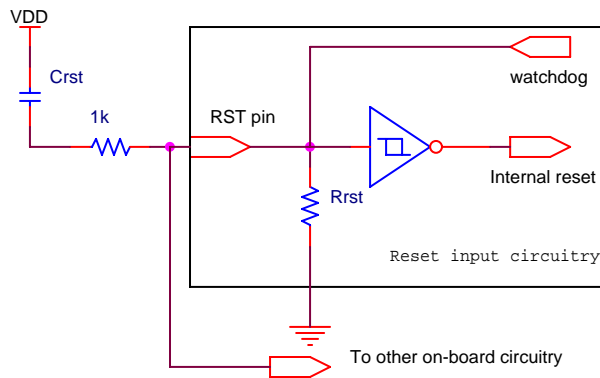 VDD
Crst
1k
RST pin
watchdog
Internal reset
Rrst
Reset input circuitry
To other on-board circuitry